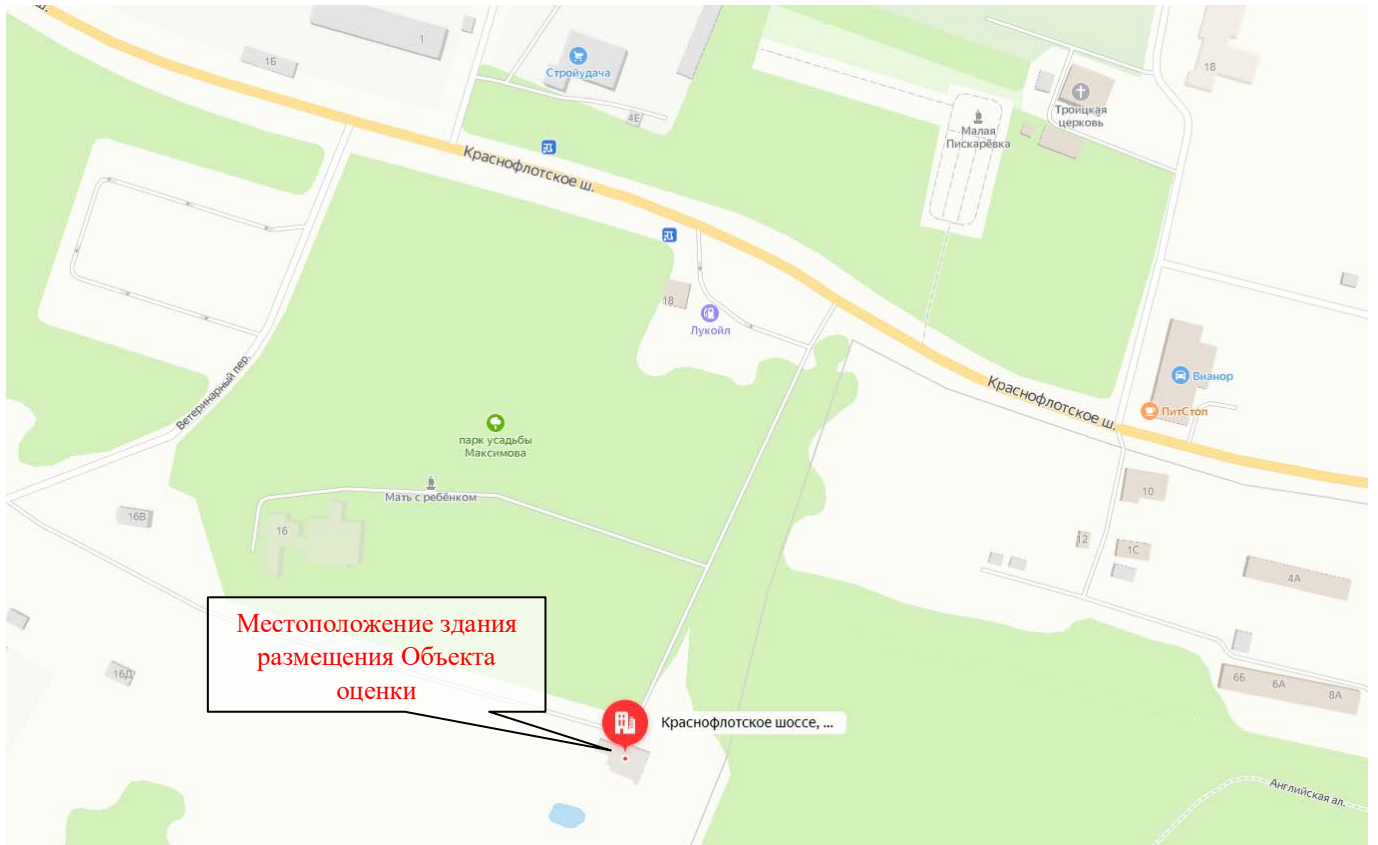 ш.
1
1Б
Стройудача
4Е
18
Троицкая
церковь
Малая
Пискарёвка
Краснофлотское ш.
18
Лукойл
Ветеринарный пер.
Вианор
Краснофлотское ш.
ПитСтоп
парк усадьбы
Максимова
Мать с ребёнком
10
16В
16
12
1С
4А
Местоположение здания
размещения Объекта
оценки
16Д
6Б
6А
8А
Краснофлотское шоссе, ...
Английская ал.